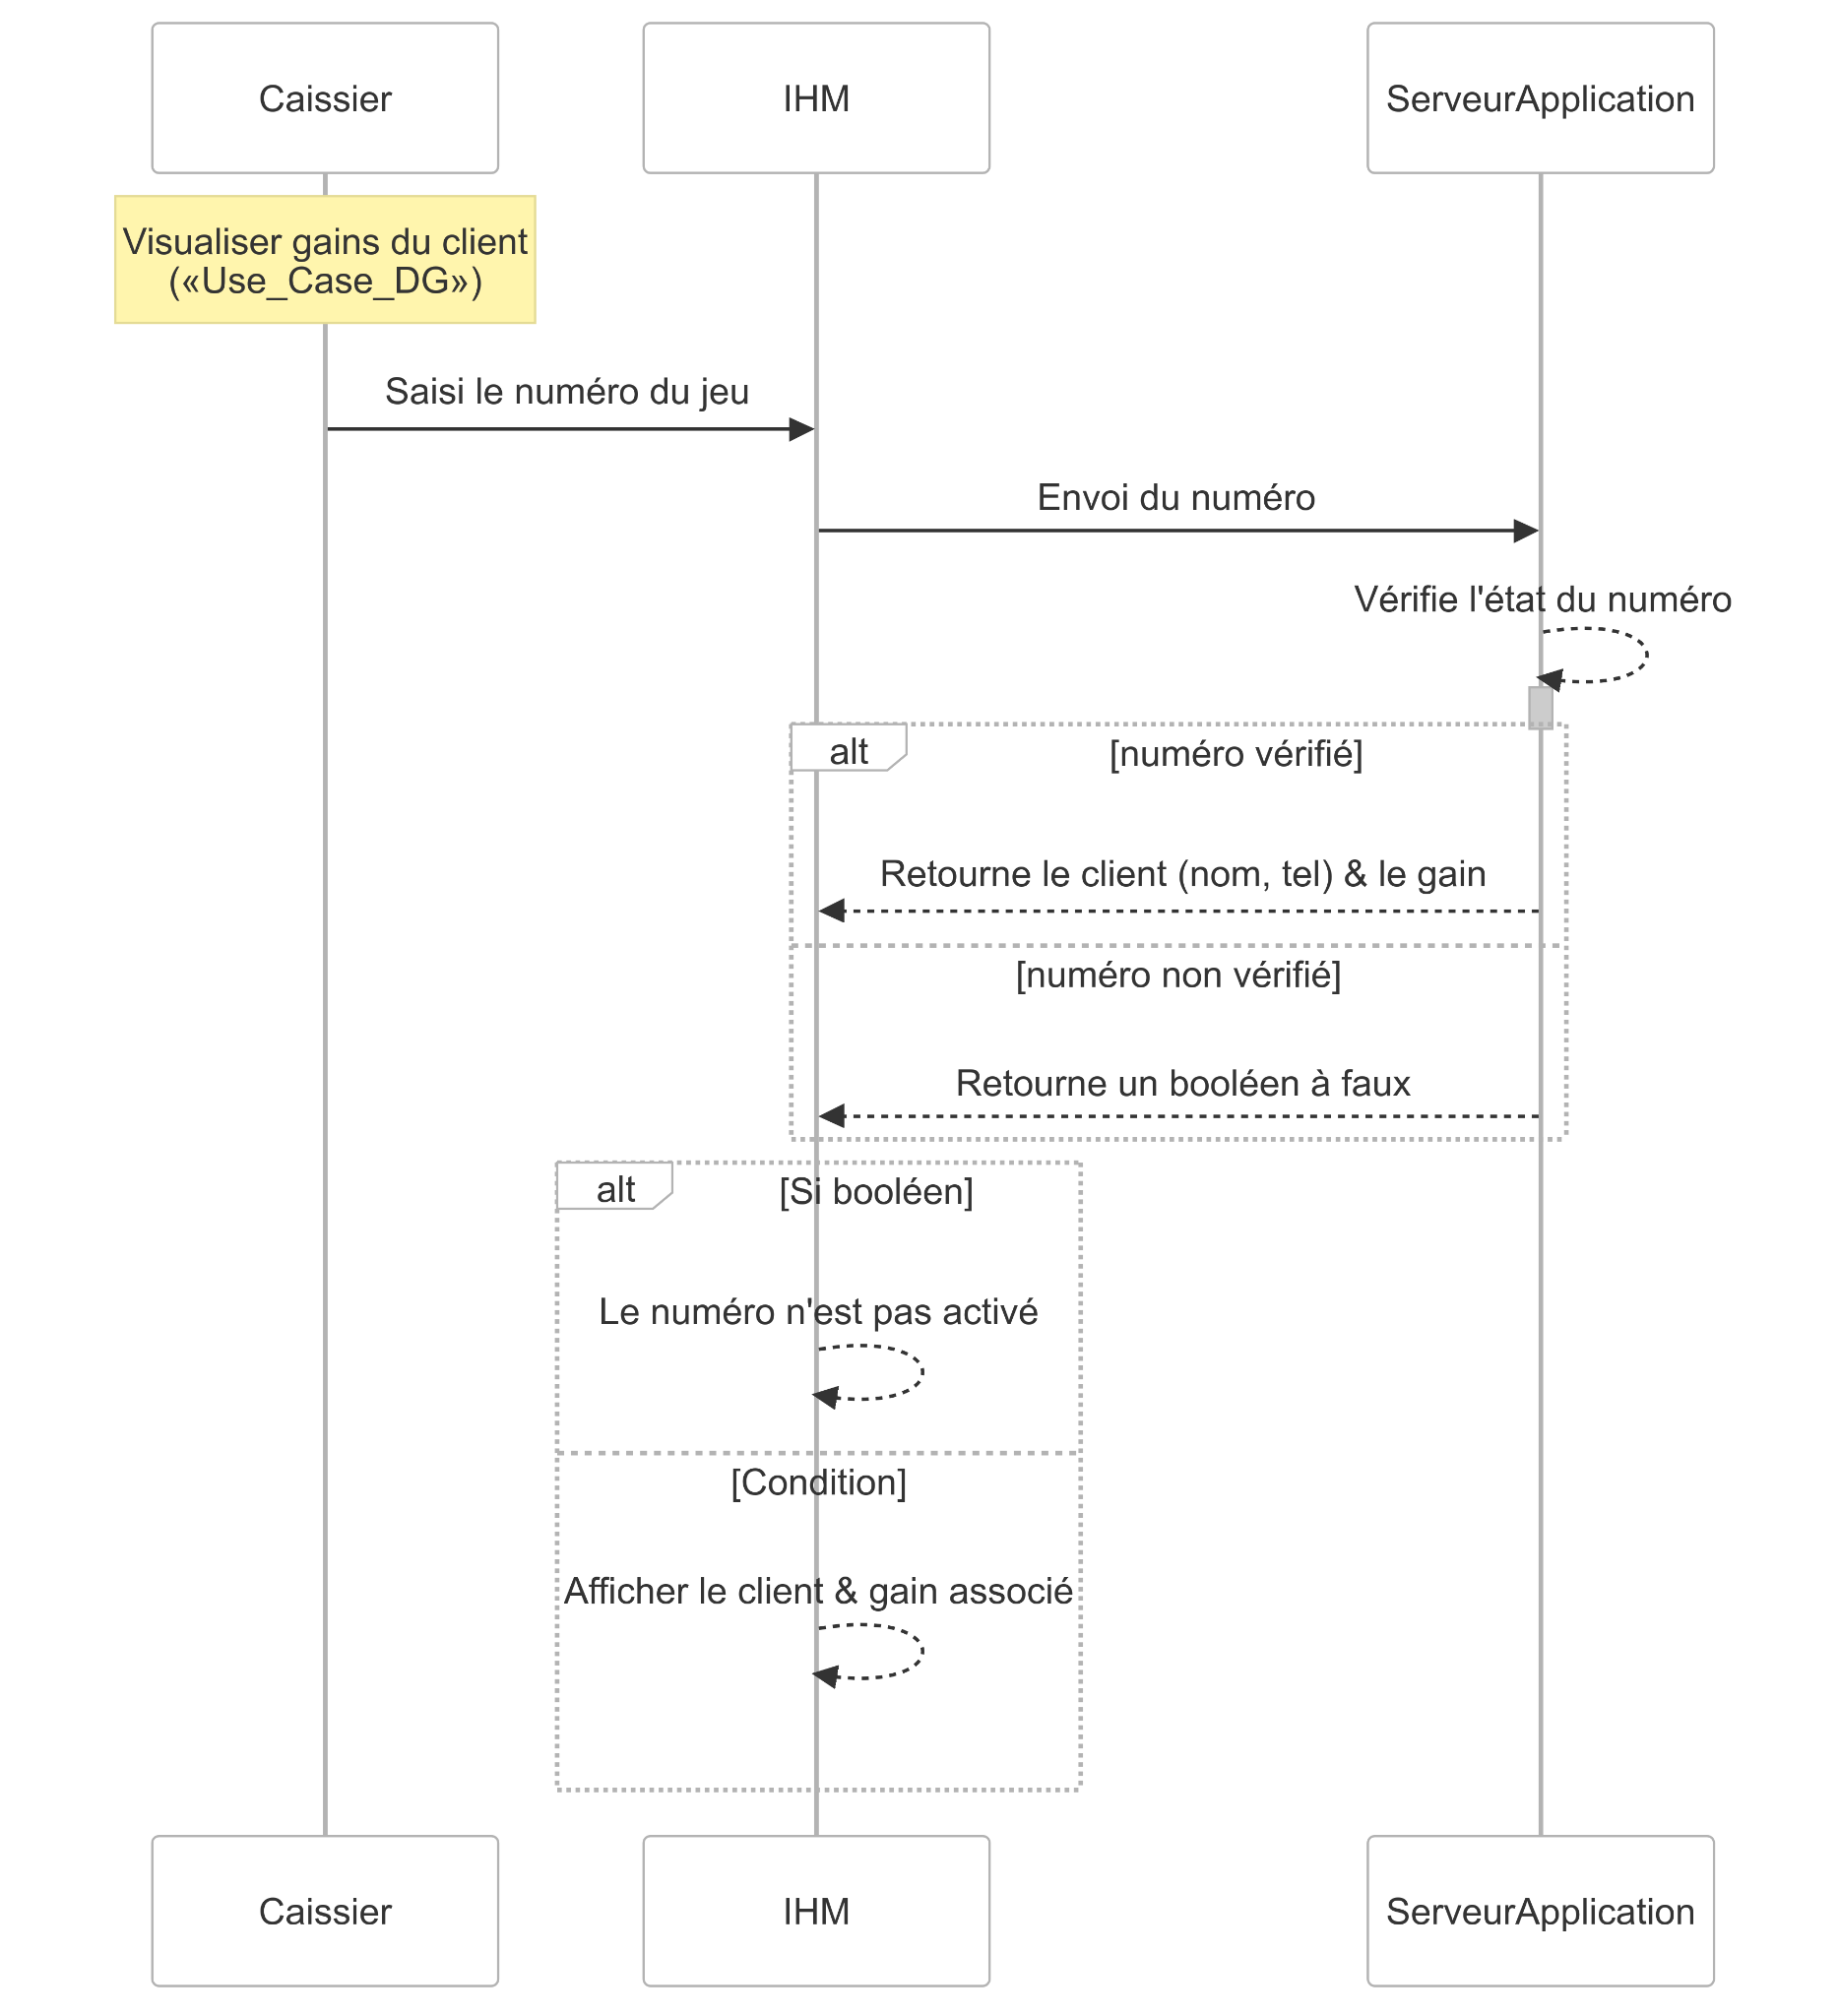 Caissier
IHM
ServeurApplication
Visualiser gains du client
(«Use_Case_DG»)
Saisi le numéro du jeu
Envoi du numéro
Vérifie l'état du numéro
alt
[numéro vérifié]
Retourne le client (nom, tel) & le gain
[numéro non vérifié]
Retourne un booléen à faux
alt
[Si booléen]
Le numéro n'est pas activé
[Condition]
Afficher le client & gain associé
Caissier
IHM
ServeurApplication